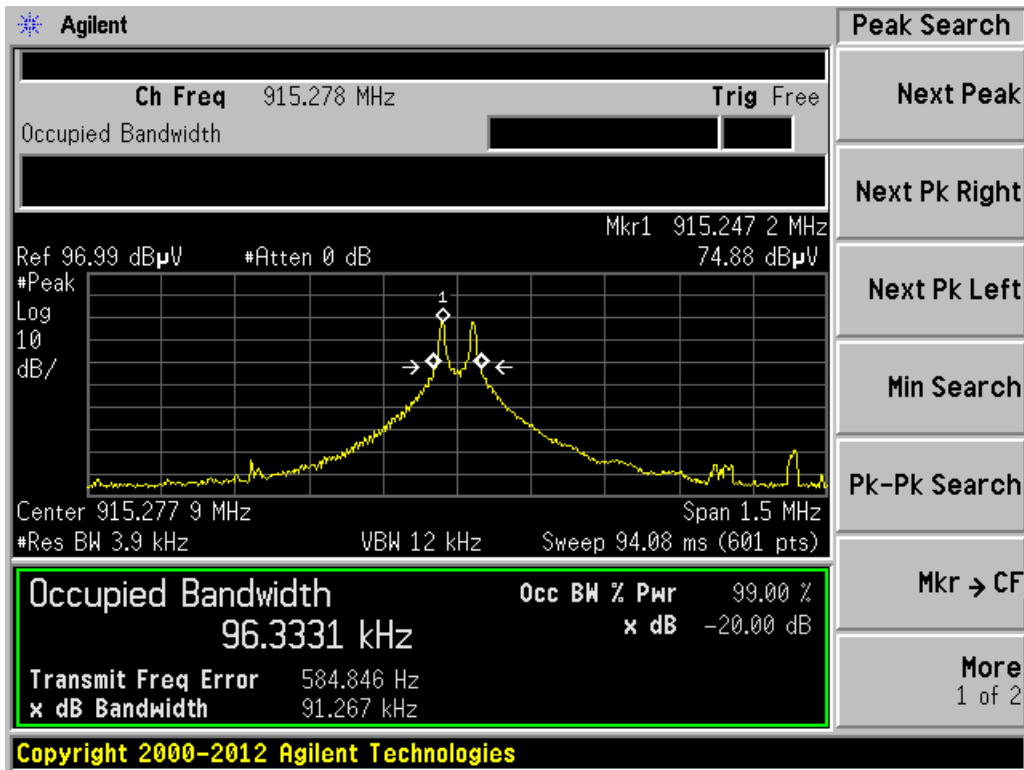 Agilent
Peak Search
Ch Freq 915.278 MHz Trig Free
Occupied Bandwidth
Mkr1 915.247 2 MHz
Ref 96.99 dBµV #Atten 0 dB 74.88 dBµV
#Peak
Log
10
dB/
1
Center 915.277 9 MHz Span 1.5 MHz
#Res BW 3.9 kHz VBW 12 kHz Sweep 94.08 ms (601 pts)
Occupied Bandwidth
96.3331 kHz
Occ BW % Pwr 99.00 %
x dB -20.00 dB
Transmit Freq Error 584.846 Hz
x dB Bandwidth 91.267 kHz
Next Peak
Next Pk Right
Next Pk Left
Min Search
Pk-Pk Search
Mkr → CF
More
1 of 2
Copyright 2000-2012 Agilent Technologies